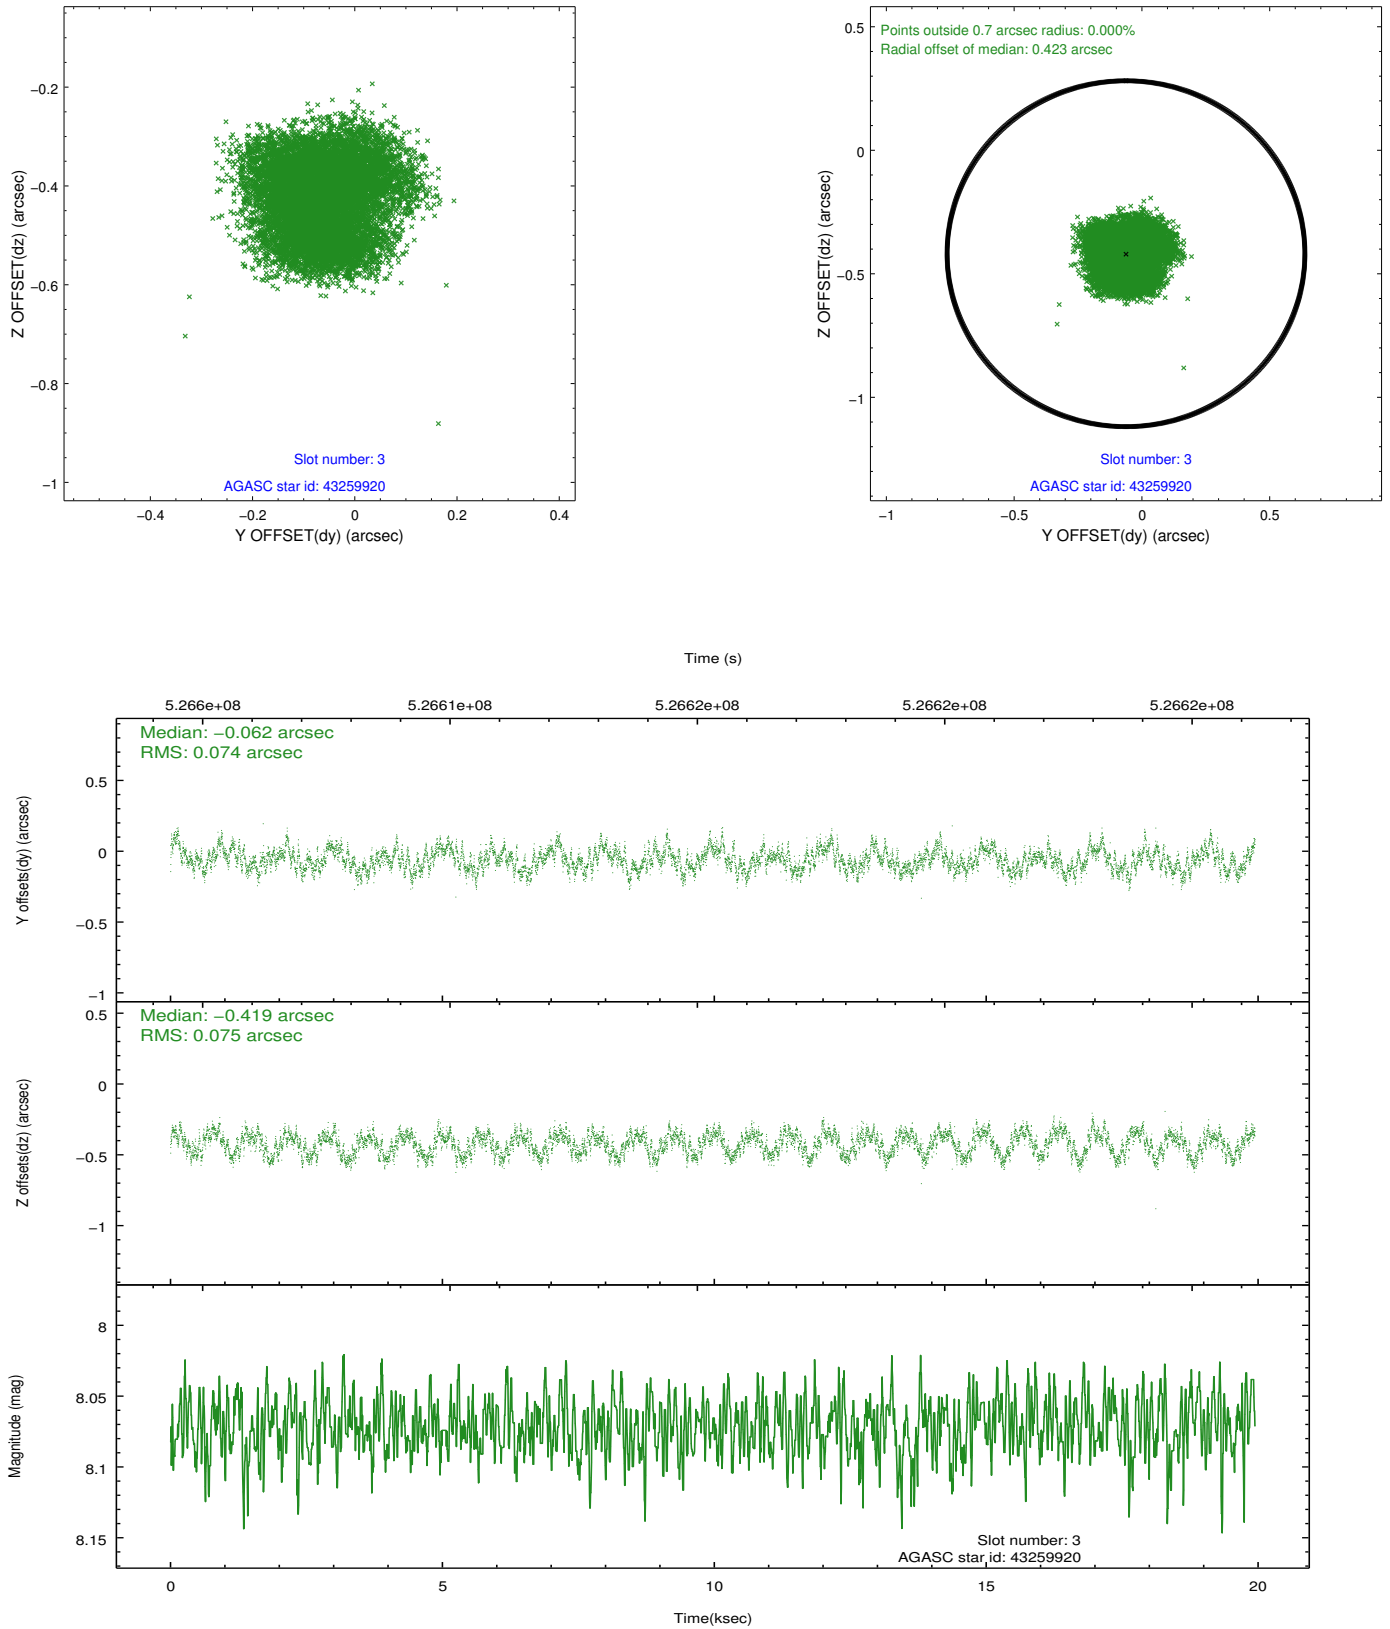 −0.2
−0.4
−0.6
−0.8
−1
Z OFFSET(dz) (arcsec)
−0.4
−0.2
0
0.2
0.4
Y OFFSET(dy) (arcsec)
Slot number: 3
AGASC star id: 43259920
Points outside 0.7 arcsec radius: 0.000%
Radial offset of median: 0.423 arcsec
0.5
0
−0.5
−1
Z OFFSET(dz) (arcsec)
−1
−0.5
0
0.5
Y OFFSET(dy) (arcsec)
Slot number: 3
AGASC star id: 43259920
Time (s)
5.266e+08
5.2661e+08
5.2662e+08
5.2662e+08
5.2662e+08
Median: −0.062 arcsec
RMS: 0.074 arcsec
0.5
0
−0.5
−1
Y offsets(dy) (arcsec)
Median: −0.419 arcsec
RMS: 0.075 arcsec
0.5
0
−0.5
−1
Z offsets(dz) (arcsec)
8
8.05
8.1
8.15
Magnitude (mag)
Slot number: 3
AGASC star id: 43259920
0
5
10
15
20
Time(ksec)